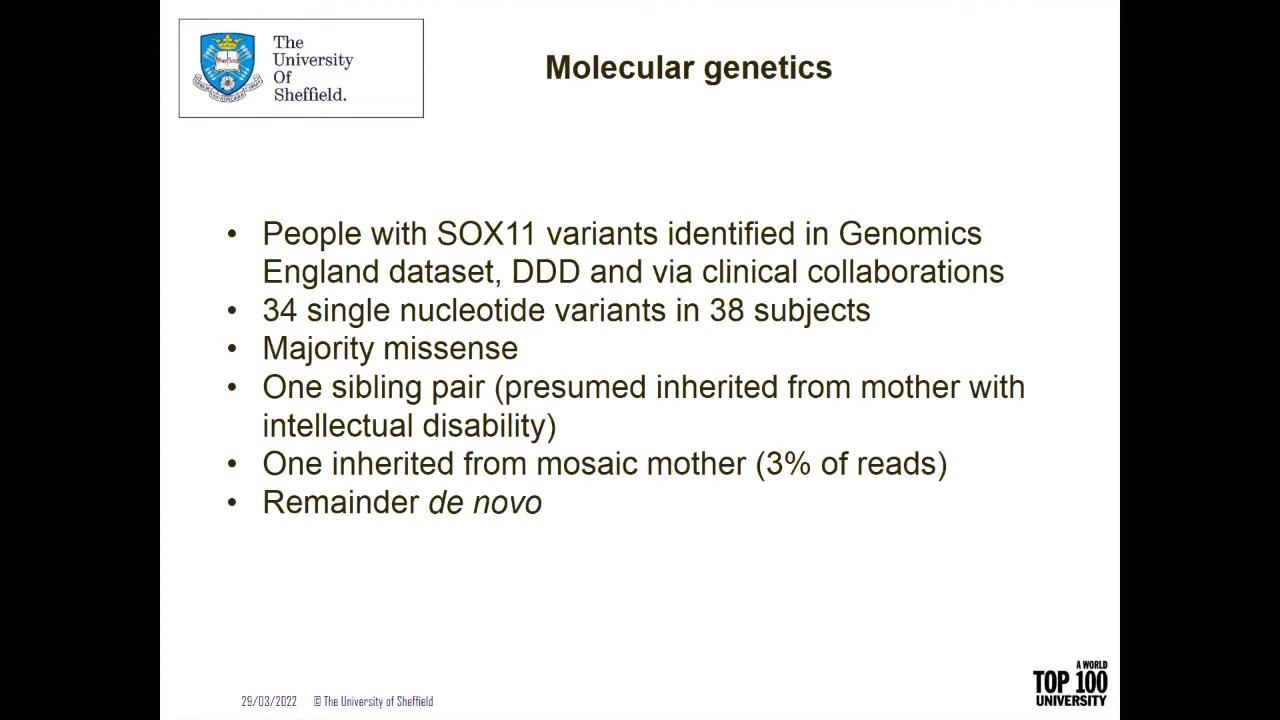 The
University
Of
Sheffield.
Molecular genetics
• People with SOX11 variants identified in Genomics
England dataset, DDD and via clinical collaborations
• 34 single nucleotide variants in 38 subjects
• Majority missense
• One sibling pair (presumed inherited from mother with
intellectual disability)
• One inherited from mosaic mother (3% of reads)
• Remainder de novo
29/03/2022 © The University of Sheffield
A WORLD
TOP 100
UNIVERSITY